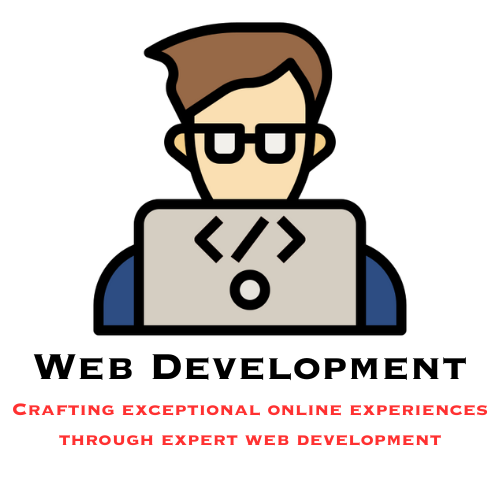 </>
Web Development
Crafting exceptional online experiences
through expert web development